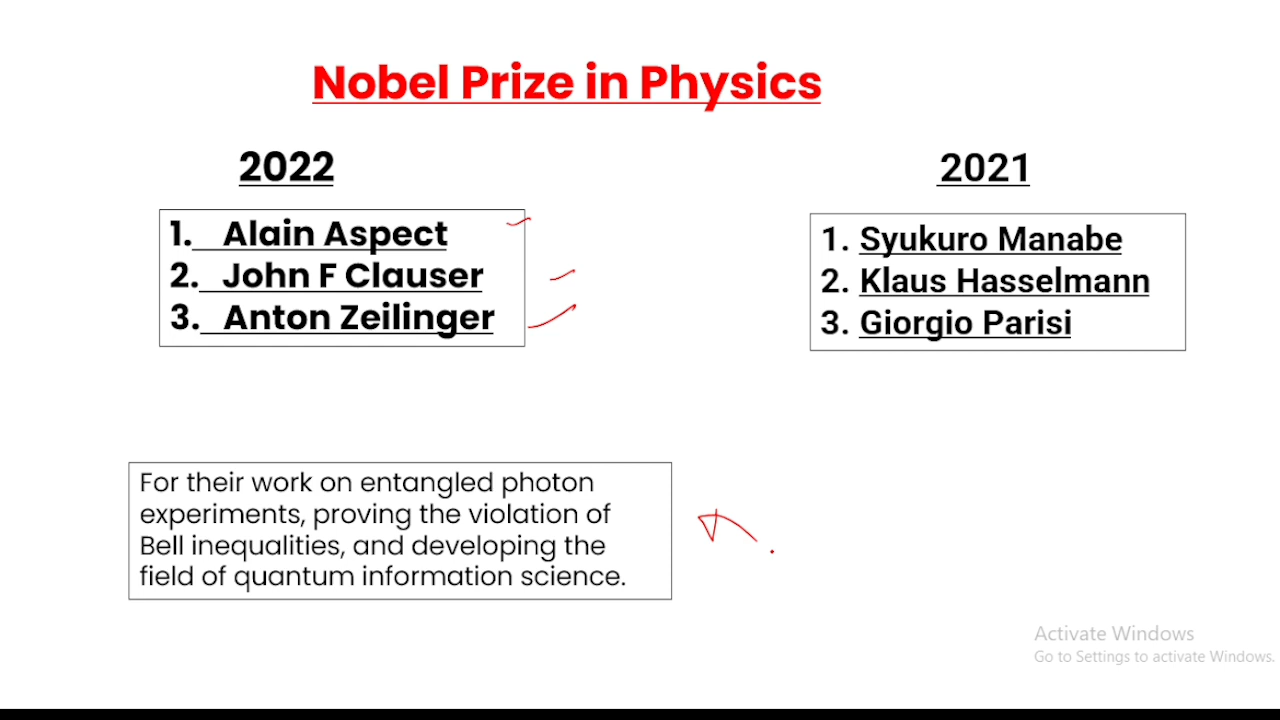 Nobel Prize in Physics
2022
1. Alain Aspect
2. John F Clauser
3. Anton Zeilinger
2021
1. Syukuro Manabe
2. Klaus Hasselmann
3. Giorgio Parisi
For their work on entangled photon
experiments, proving the violation of
Bell inequalities, and developing the
field of quantum information science.
Activate Windows
Go to Settings to activate Windows.